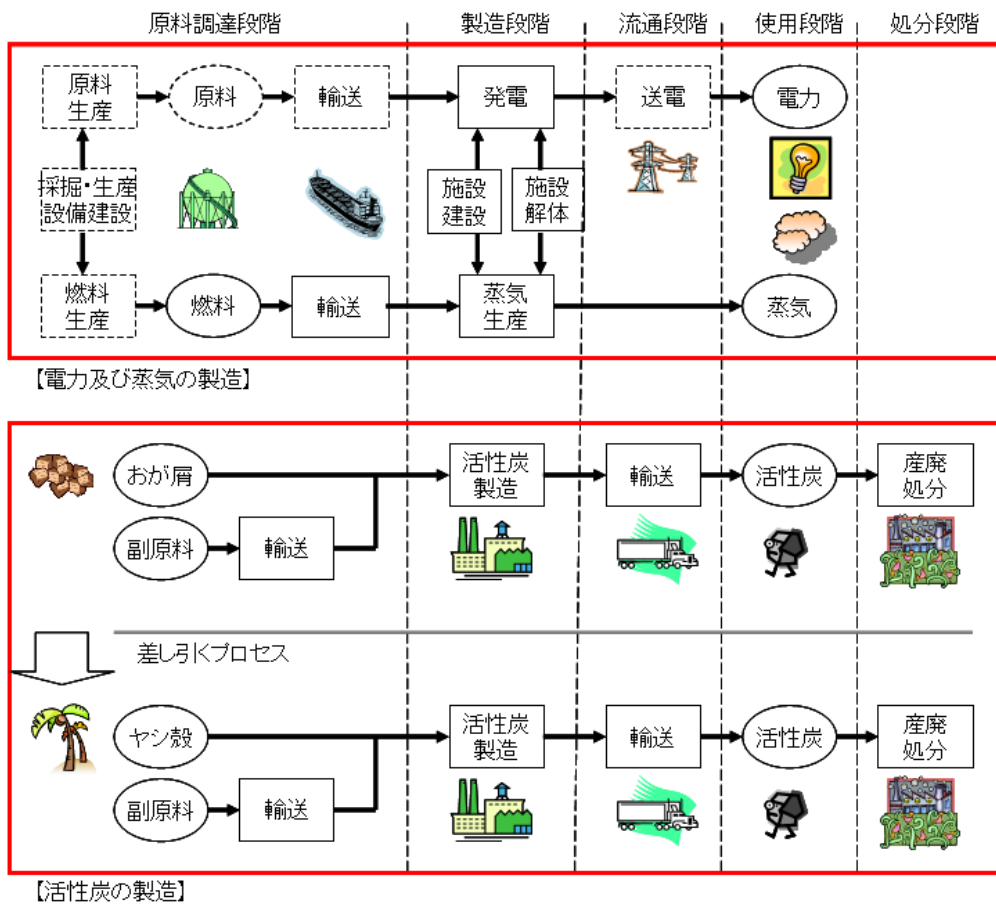 原料調達段階
製造段階
流通段階
使用段階
処分段階
原料
生産
原料
輸送
発電
送電
電力
採掘・生産
設備建設
施設
建設
施設
解体
燃料
生産
燃料
輸送
蒸気
生産
蒸気
【電力及び蒸気の製造】
おが屑
活性炭
製造
輸送
活性炭
産廃
処分
副原料
輸送
差し引くプロセス
ヤシ殻
活性炭
製造
輸送
活性炭
産廃
処分
副原料
輸送
【活性炭の製造】